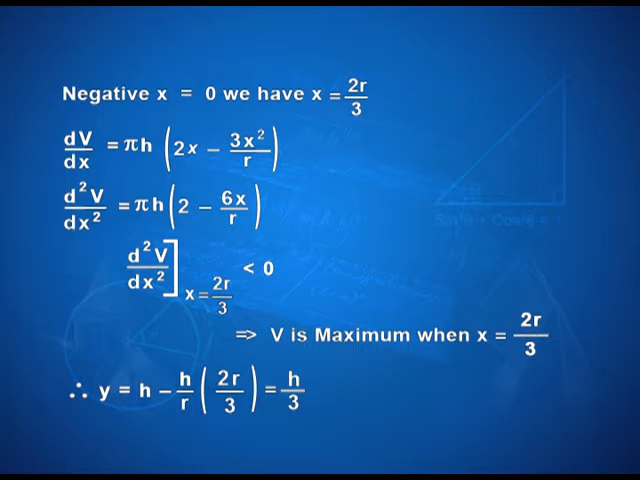 Negative x = 0 we have x = 2r/3
dV/dx = πh (2x − 3x²/r)
d²V/dx² = πh (2 − 6x/r)
d²V/dx²]x = 2r/3 < 0
=> V is Maximum when x = 2r/3
∴ y = h − h/r (2r/3) = h/3